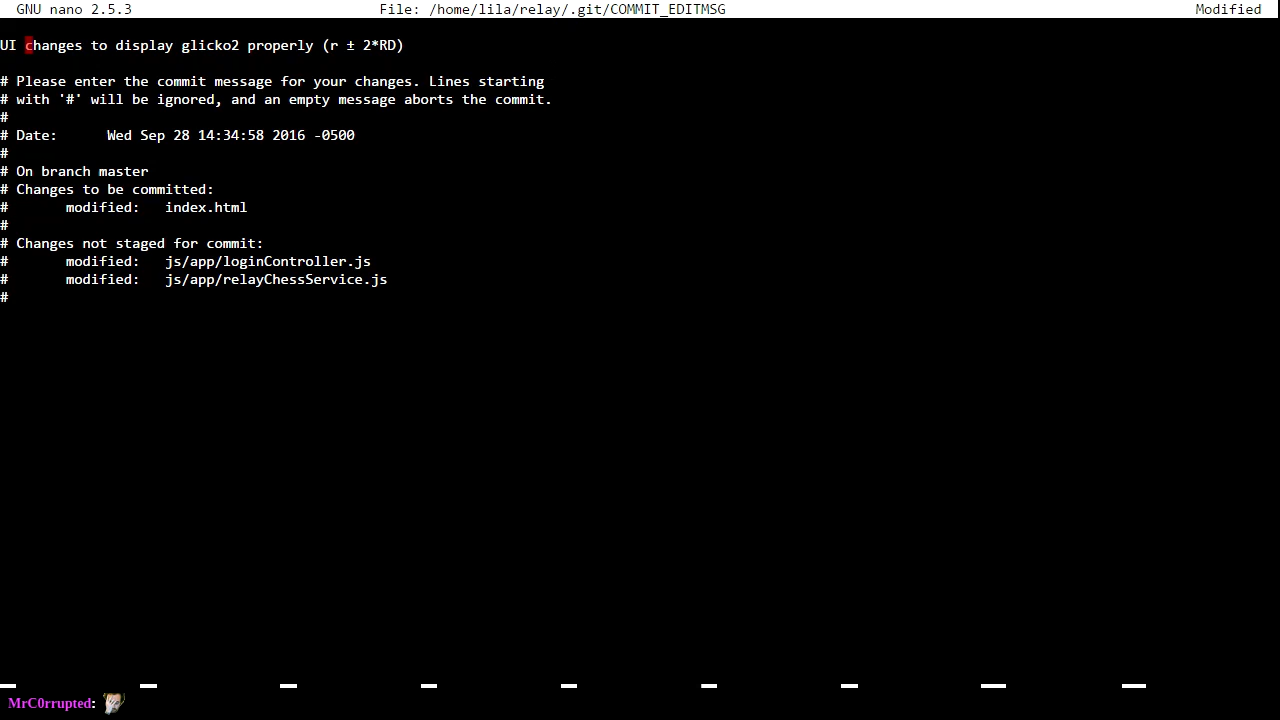 GNU nano 2.5.3 File: /home/lila/relay/.git/COMMIT_EDITMSG Modified
UI changes to display glicko2 properly (r ± 2*RD)
# Please enter the commit message for your changes. Lines starting
# with '#' will be ignored, and an empty message aborts the commit.
#
# Date: Wed Sep 28 14:34:58 2016 -0500
#
# On branch master
# Changes to be committed:
# modified: index.html
#
# Changes not staged for commit:
# modified: js/app/loginController.js
# modified: js/app/relayChessService.js
#
MrC0rrupted: